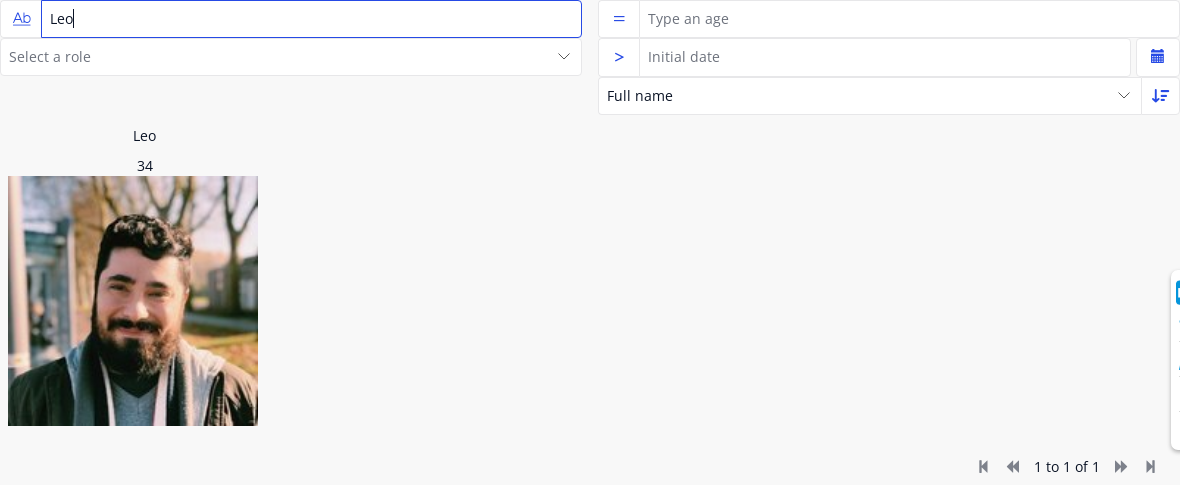 Ab Leo
= Type an age
Select a role
> Initial date
Full name
Leo
34
1 to 1 of 1